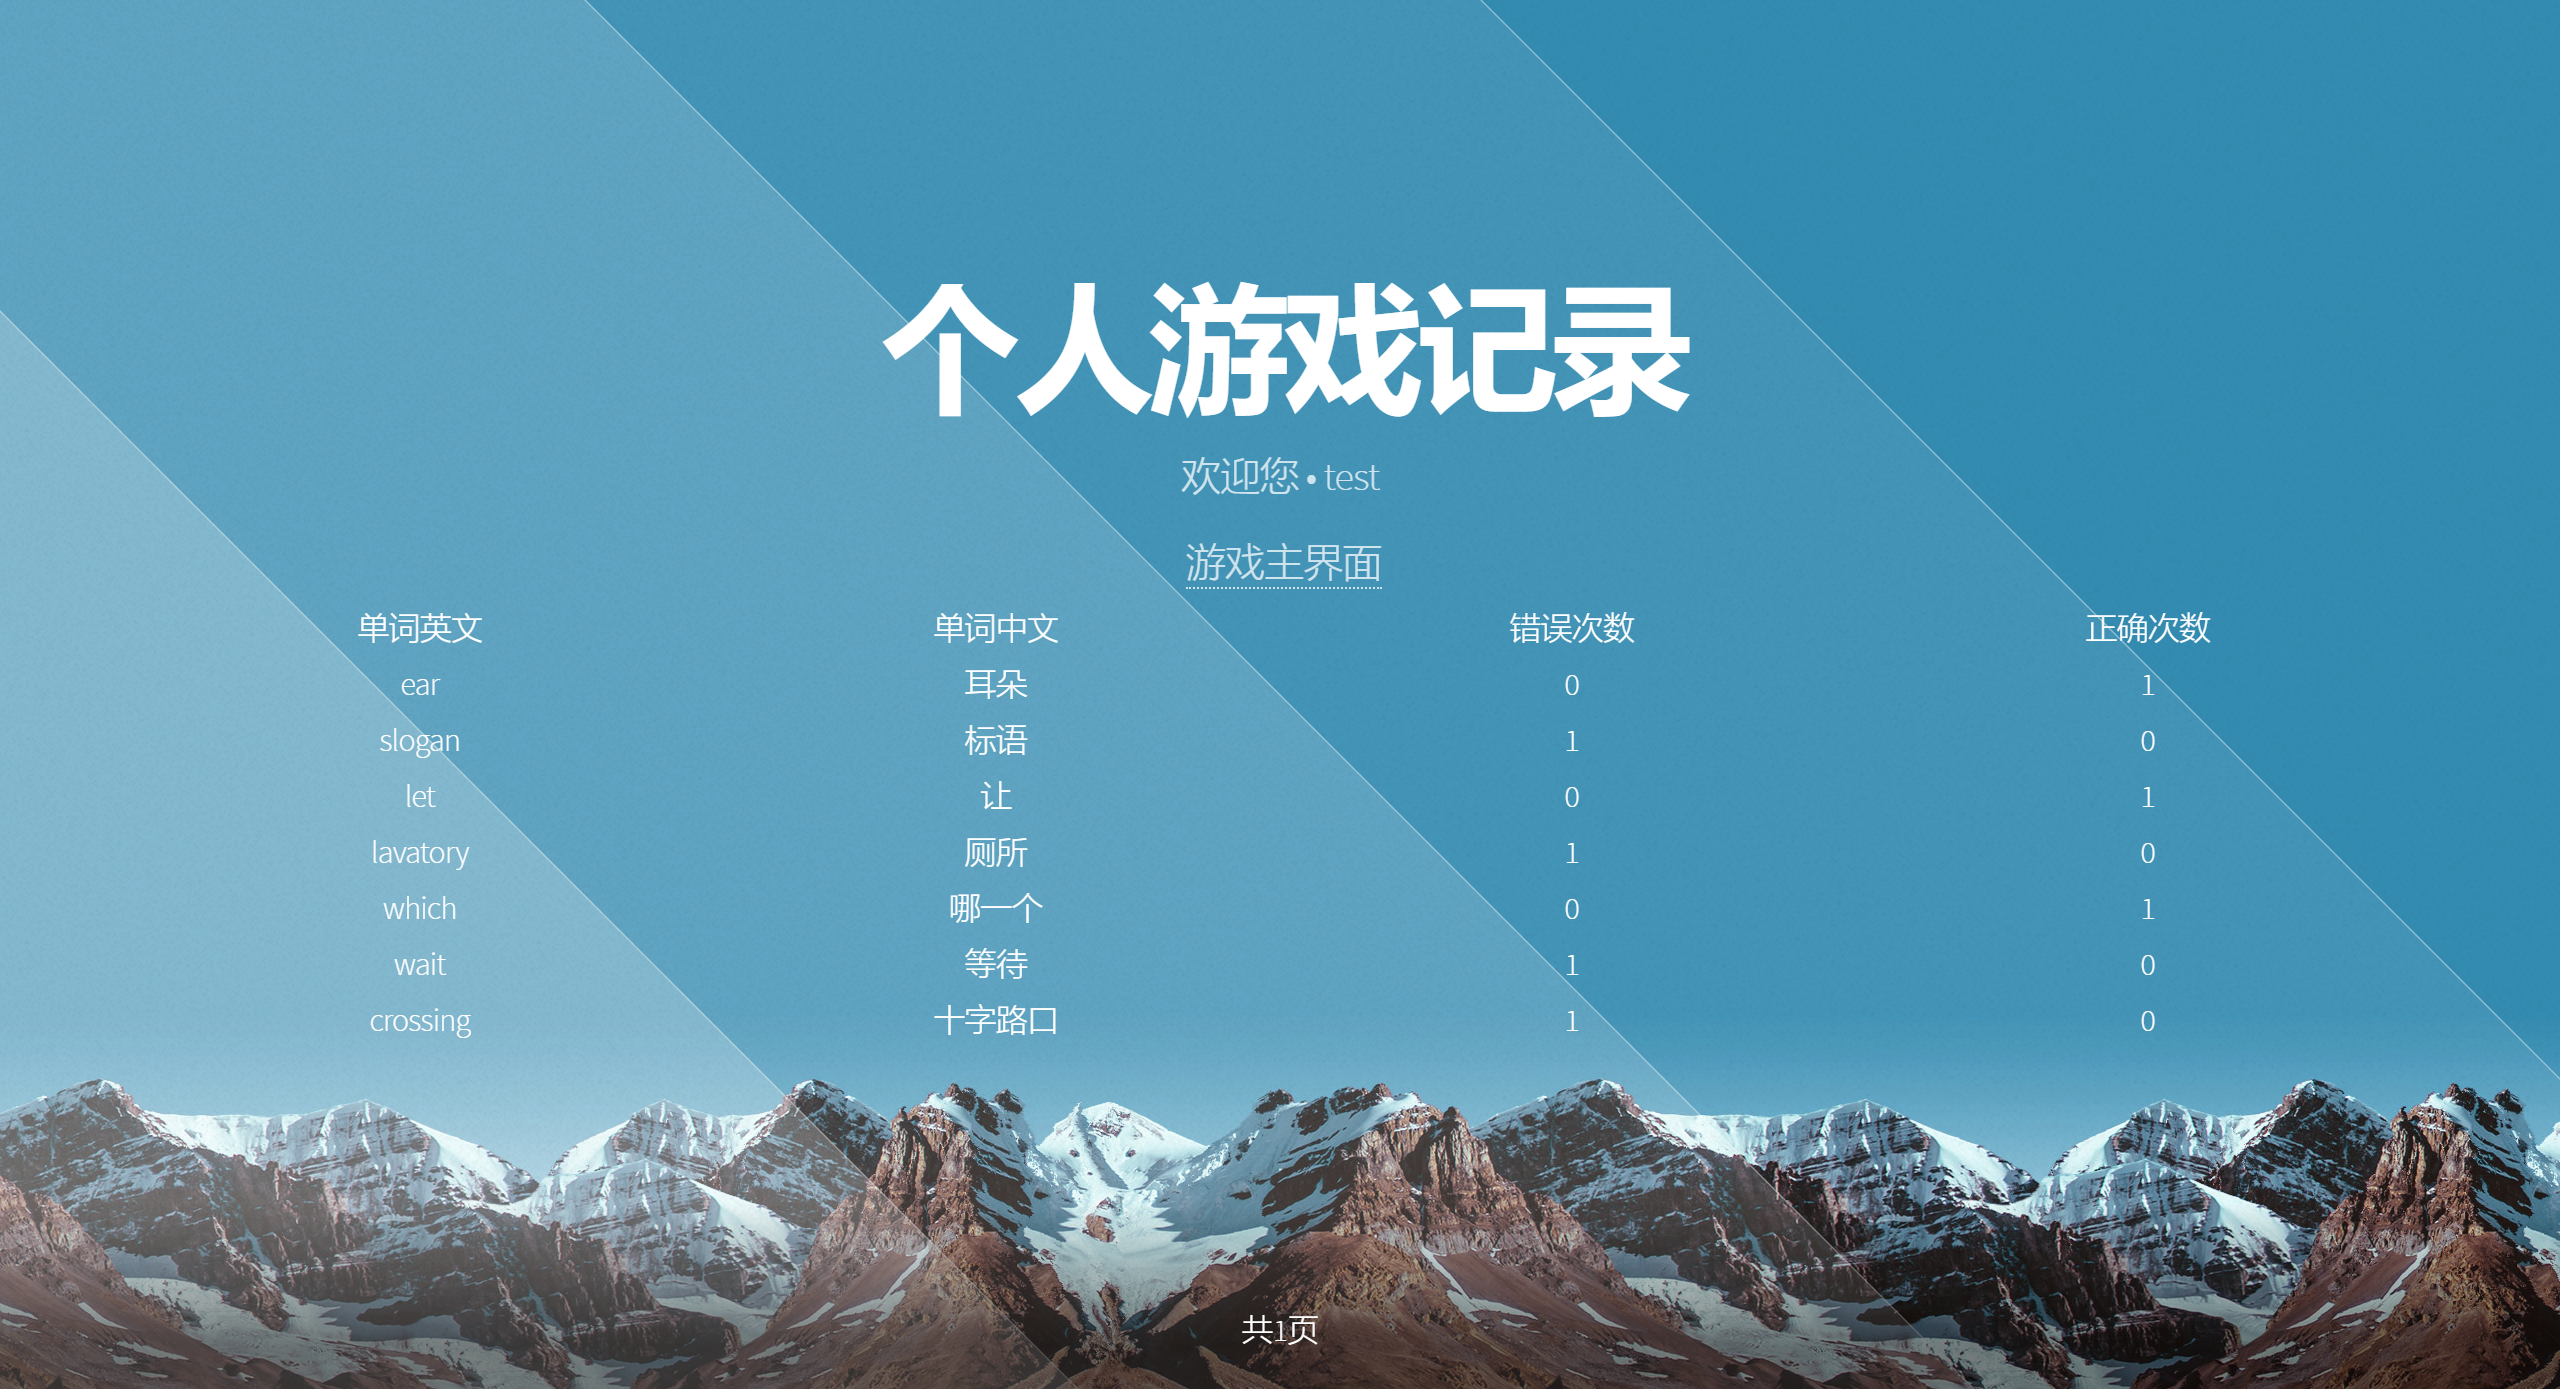 个人游戏记录
欢迎您 • test
游戏主界面
单词英文 单词中文 错误次数 正确次数
ear 耳朵 0 1
slogan 标语 1 0
let 让 0 1
lavatory 厕所 1 0
which 哪一个 0 1
wait 等待 1 0
crossing 十字路口 1 0
共1页